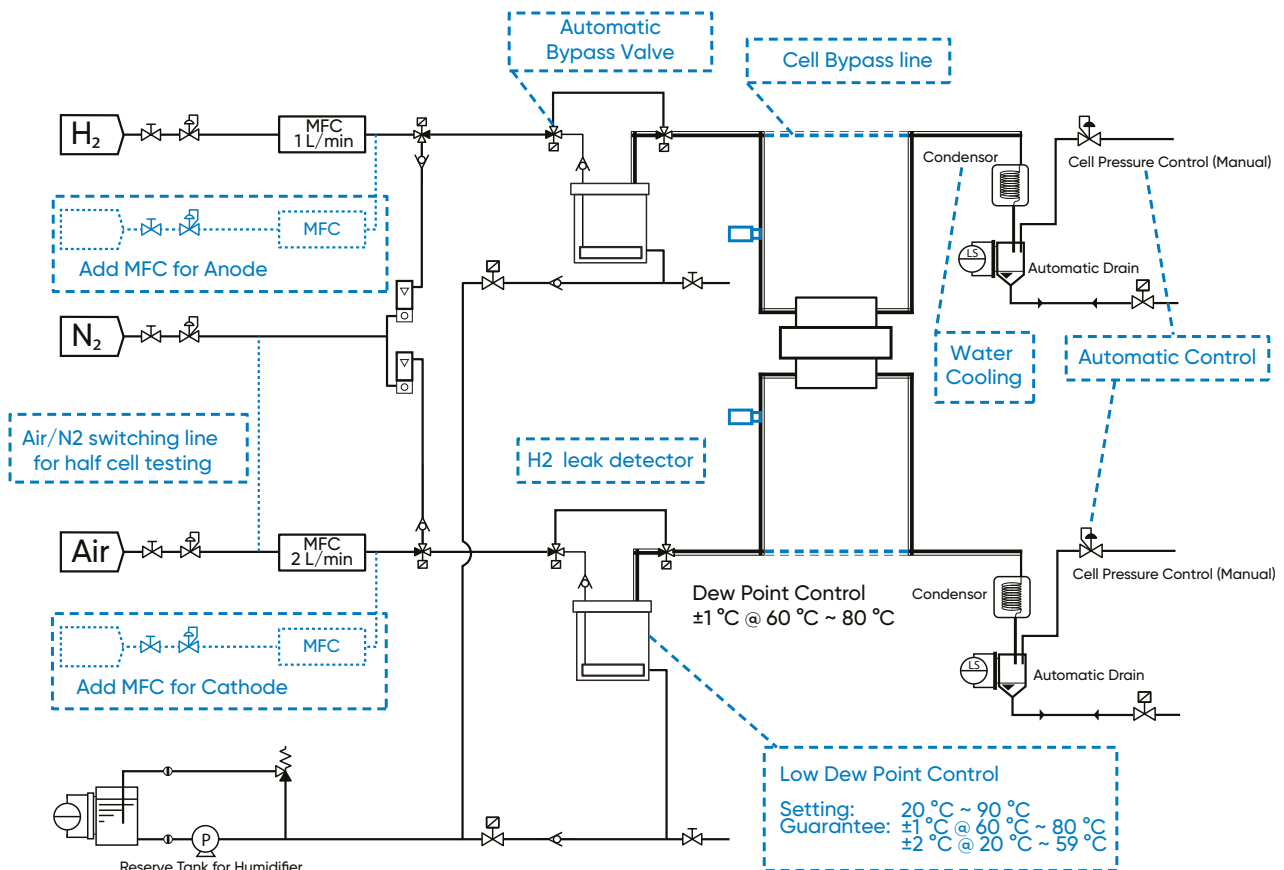 Automatic
Bypass Valve
Cell Bypass line
H₂
MFC
1 L/min
Condensor
Cell Pressure Control (Manual)
MFC
Add MFC for Anode
LS
Automatic Drain
N₂
Water
Cooling
Automatic Control
Air/N2 switching line
for half cell testing
H2 leak detector
Air
MFC
2 L/min
Cell Pressure Control (Manual)
Condensor
Dew Point Control
±1 °C @ 60 °C ~ 80 °C
MFC
Add MFC for Cathode
LS
Automatic Drain
Low Dew Point Control
Setting: 20 °C ~ 90 °C
Guarantee: ±1 °C @ 60 °C ~ 80 °C
±2 °C @ 20 °C ~ 59 °C
P
Reserve Tank for Humidifier